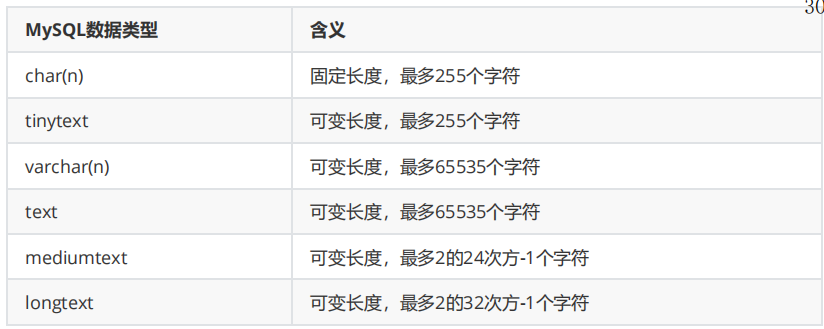 30
MySQL数据类型 含义
char(n) 固定长度，最多255个字符
tinytext 可变长度，最多255个字符
varchar(n) 可变长度，最多65535个字符
text 可变长度，最多65535个字符
mediumtext 可变长度，最多2的24次方-1个字符
longtext 可变长度，最多2的32次方-1个字符